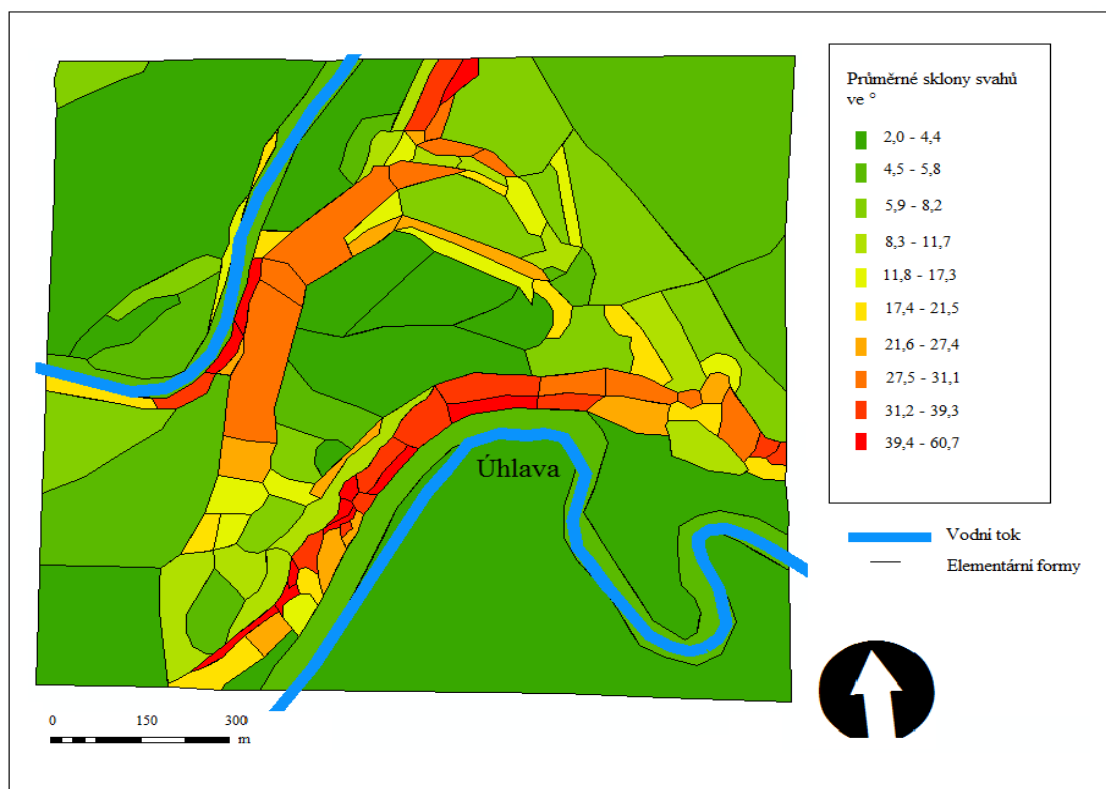 Průměrné sklony svahů
ve °
2,0 - 4,4
4,5 - 5,8
5,9 - 8,2
8,3 - 11,7
11,8 - 17,3
17,4 - 21,5
21,6 - 27,4
27,5 - 31,1
31,2 - 39,3
39,4 - 60,7
Úhlava
Vodní tok
Elementární formy
0 150 300
m